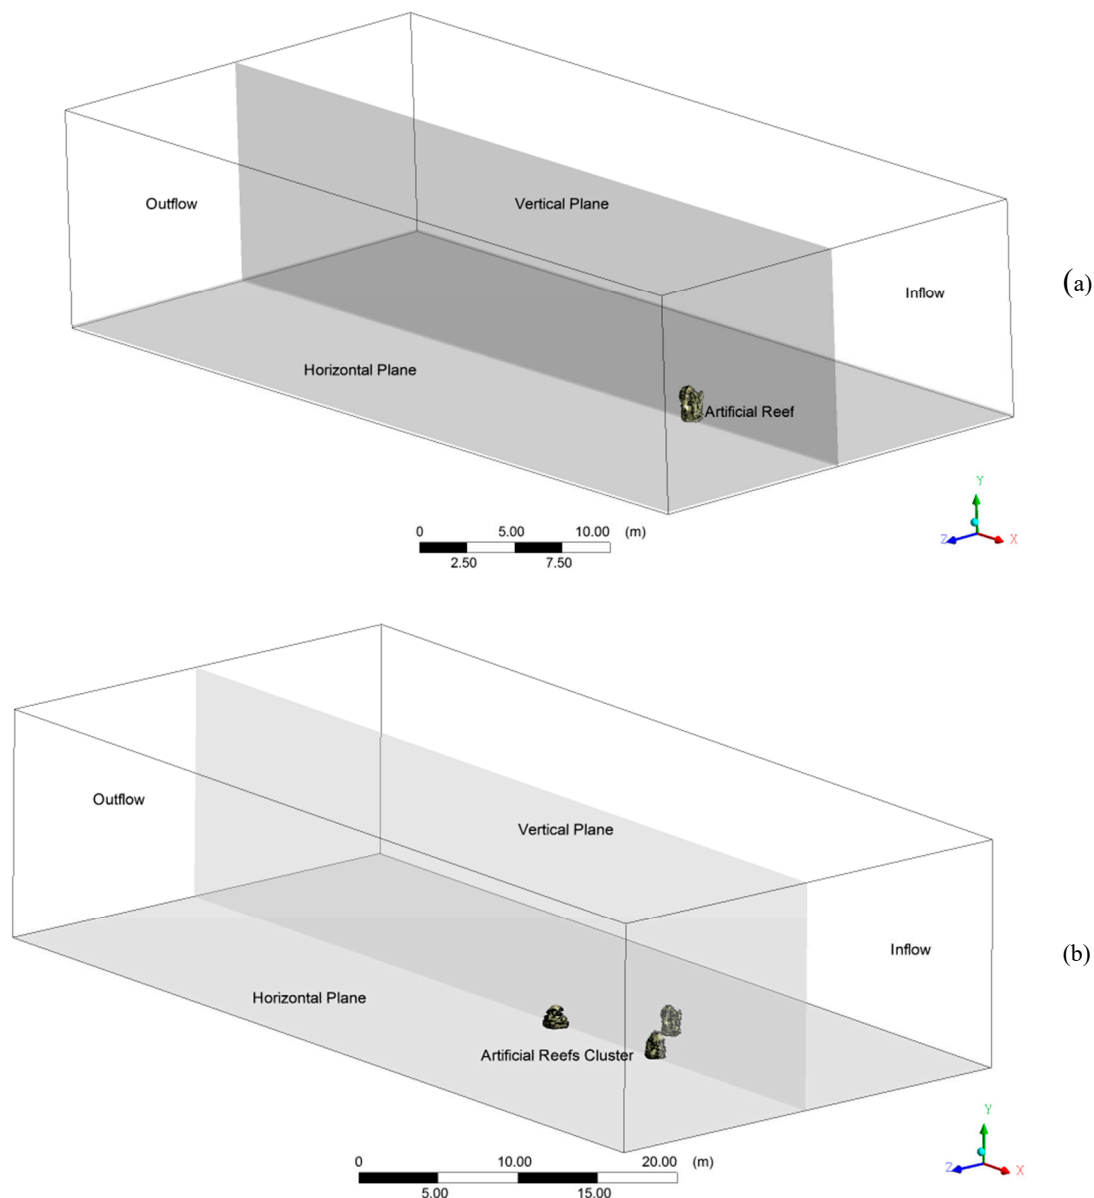 Outflow
Vertical Plane
(a)
Inflow
Horizontal Plane
Artificial Reef
Y
Z X
0 5.00 10.00 (m)
2.50 7.50
Outflow
Vertical Plane
(b)
Inflow
Horizontal Plane
Artificial Reefs Cluster
Y
Z X
0 10.00 20.00 (m)
5.00 15.00